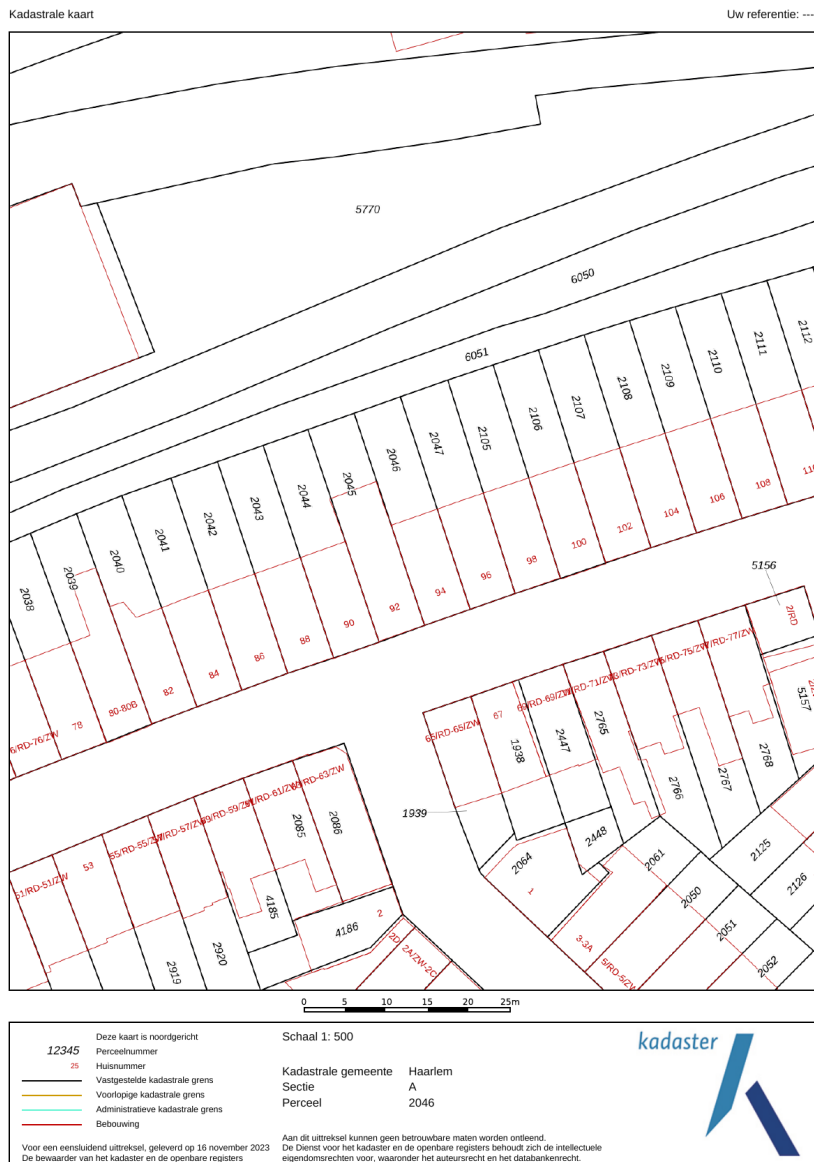 Kadastrale kaart
Uw referentie: ---
5770
6050
6051
2112
2111
2110
2109
2108
2107
2106
2105
2047
2046
2045
2044
2043
2042
2041
2040
2039
2038
110
108
106
104
102
100
98
96
94
92
90
88
86
84
82
80-80B
78
5156
2/RD
5157
67
65/RD-65/ZW
1938
2447
2765
2766
2767
2768
1939
2448
2064
1
2061
2050
2051
2052
2125
2126
3-3A
5/RD-5/ZW
51/RD-51/ZW
53
55/RD-55/ZW
2085
2086
4185
4186
2
2D
2A/ZW-2C
2919
2920
0 5 10 15 20 25m
Deze kaart is noordgericht
12345 Perceelnummer
25 Huisnummer
Vastgestelde kadastrale grens
Voorlopige kadastrale grens
Administratieve kadastrale grens
Bebouwing
Voor een eensluidend uittreksel, geleverd op 16 november 2023
De bewaarder van het kadaster en de openbare registers
Schaal 1: 500
Kadastrale gemeente Haarlem
Sectie A
Perceel 2046
Aan dit uittreksel kunnen geen betrouwbare maten worden ontleend.
De Dienst voor het kadaster en de openbare registers behoudt zich de intellectuele
eigendomsrechten voor, waaronder het auteursrecht en het databankenrecht.
kadaster